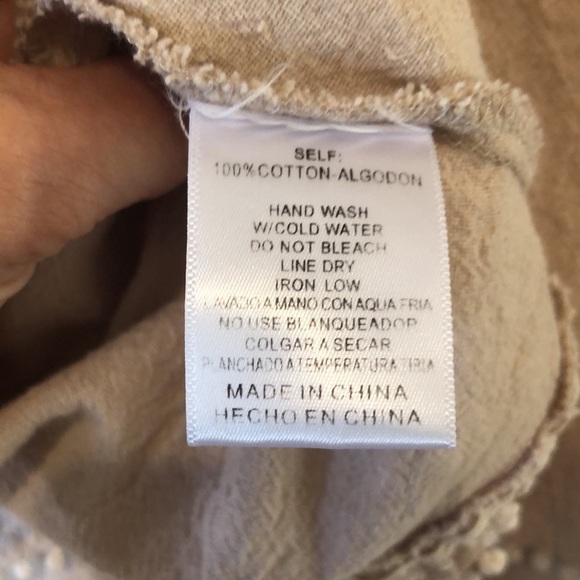 SELF:
100%COTTON-ALGODON
HAND WASH
W/COLD WATER
DO NOT BLEACH
LINE DRY
IRON LOW
LAVADO A MANO CON AQUA FRIA
NO USE BLANQUEADOR
COLGAR A SECAR
PLANCHADO A TEMPERATURA TIBIA
MADE IN CHINA
HECHO EN CHINA